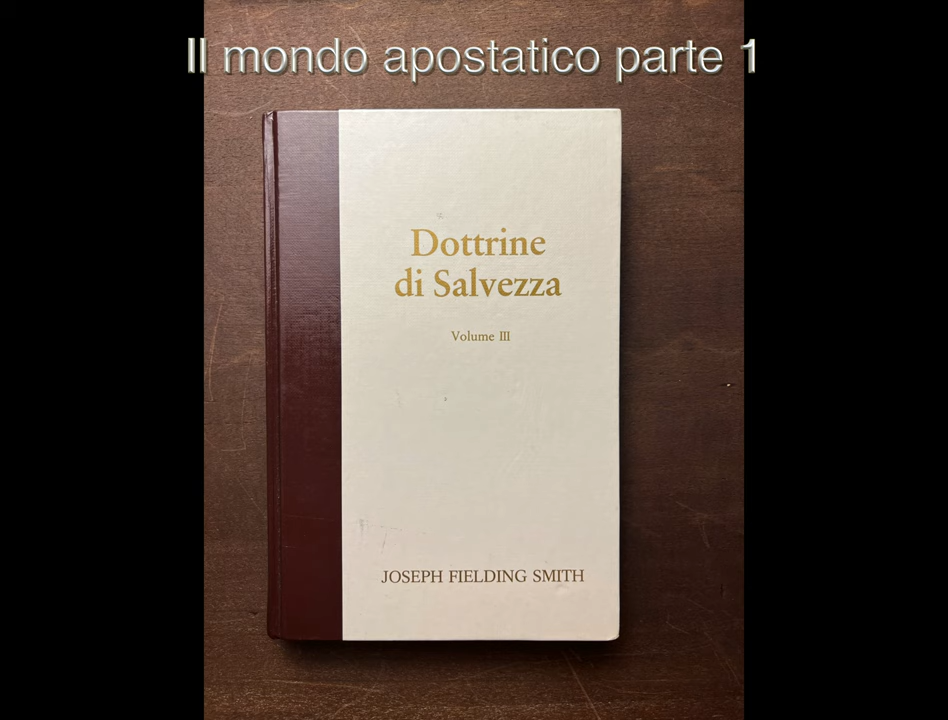 Il mondo apostatico parte 1
Dottrine
di Salvezza
Volume III
JOSEPH FIELDING SMITH